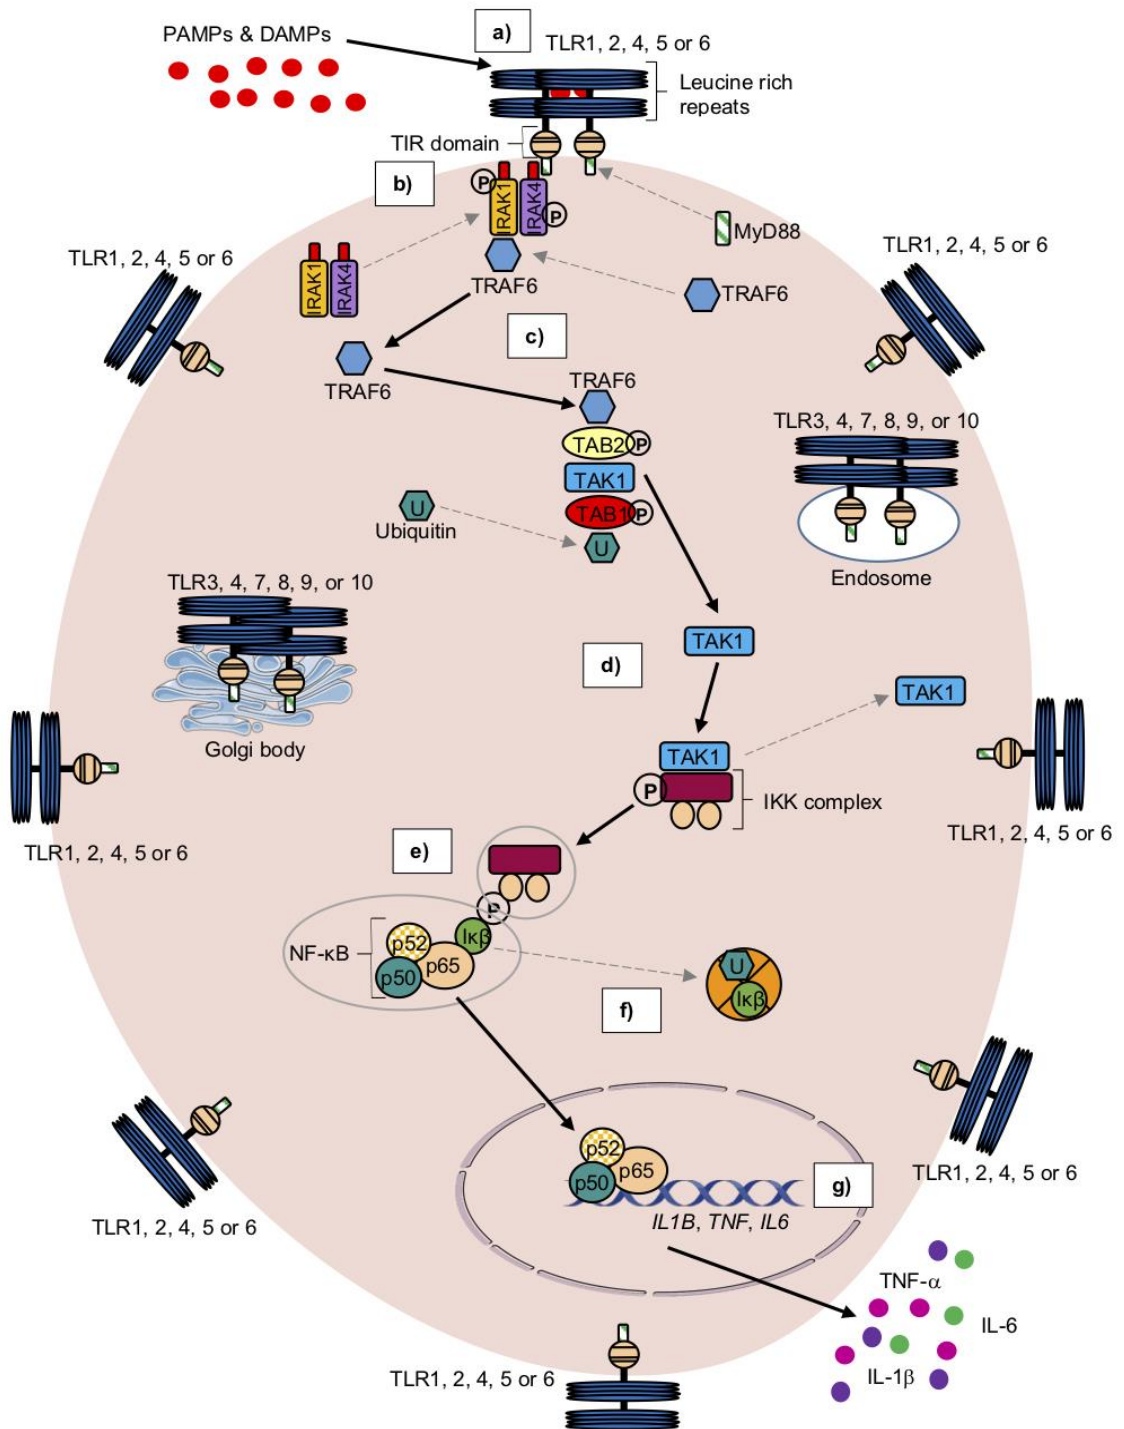 a)
PAMPs & DAMPs
TLR1, 2, 4, 5 or 6
Leucine rich
repeats
TIR domain
b)
P
IRAK1
IRAK4
P
MyD88
TLR1, 2, 4, 5 or 6
TLR1, 2, 4, 5 or 6
IRAK1
IRAK4
TRAF6
TRAF6
c)
TRAF6
TRAF6
TAB2
P
TLR3, 4, 7, 8, 9, or 10
TAK1
TAB1
P
U
Ubiquitin
U
Endosome
TLR3, 4, 7, 8, 9, or 10
TAK1
d)
TAK1
Golgi body
TAK1
P
IKK complex
TLR1, 2, 4, 5 or 6
TLR1, 2, 4, 5 or 6
e)
P
NF-κB
p52
Iκβ
p65
p50
U
Iκβ
f)
p52
p65
p50
g)
IL1B, TNF, IL6
TLR1, 2, 4, 5 or 6
TLR1, 2, 4, 5 or 6
TNF-α
IL-6
IL-1β
TLR1, 2, 4, 5 or 6